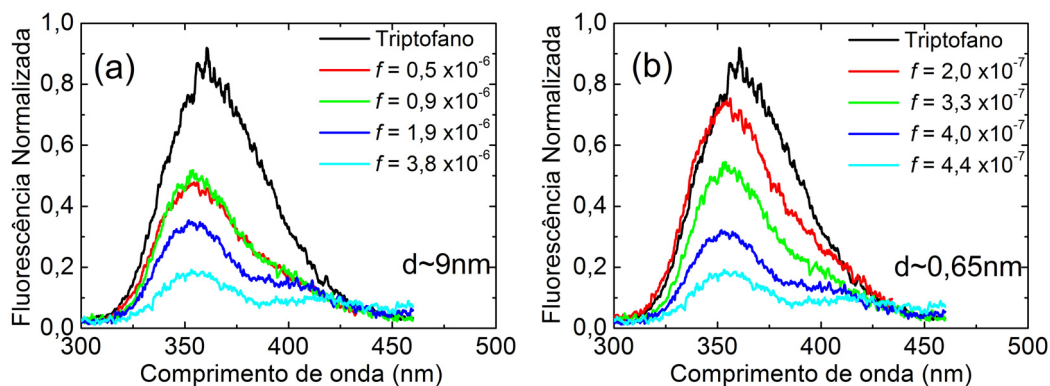 (a)
Triptofano
f = 0,5 x10-6
f = 0,9 x10-6
f = 1,9 x10-6
f = 3,8 x10-6
d~9nm
Fluorescência Normalizada
1,0
0,8
0,6
0,4
0,2
0,0
300 350 400 450 500
Comprimento de onda (nm)
(b)
Triptofano
f = 2,0 x10-7
f = 3,3 x10-7
f = 4,0 x10-7
f = 4,4 x10-7
d~0,65nm
Fluorescência Normalizada
1,0
0,8
0,6
0,4
0,2
0,0
300 350 400 450 500
Comprimento de onda (nm)